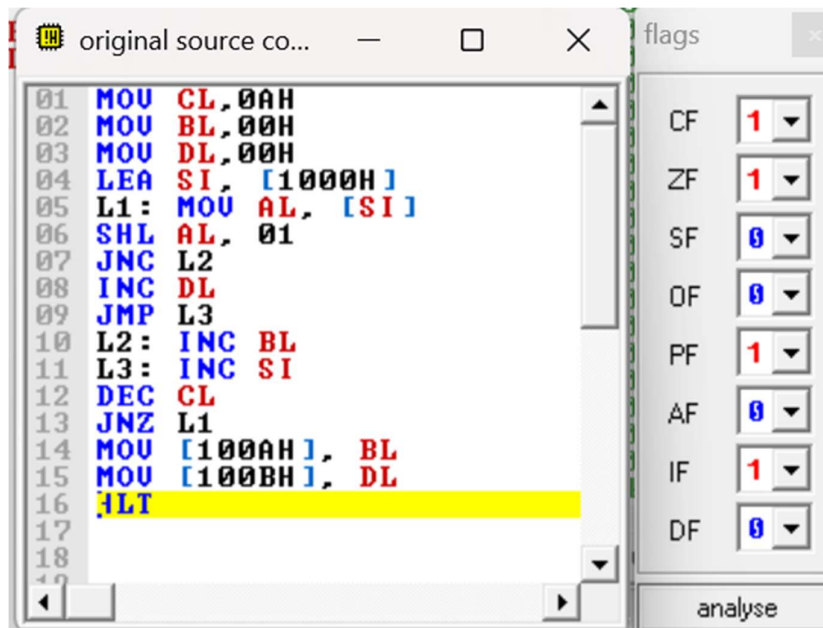 original source co...
01 MOV CL,0AH
02 MOV BL,00H
03 MOV DL,00H
04 LEA SI, [1000H]
05 L1: MOV AL, [SI]
06 SHL AL, 01
07 JNC L2
08 INC DL
09 JMP L3
10 L2: INC BL
11 L3: INC SI
12 DEC CL
13 JNZ L1
14 MOV [100AH], BL
15 MOV [100BH], DL
16 HLT
17
18
flags
CF 1
ZF 1
SF 0
OF 0
PF 1
AF 0
IF 1
DF 0
analyse